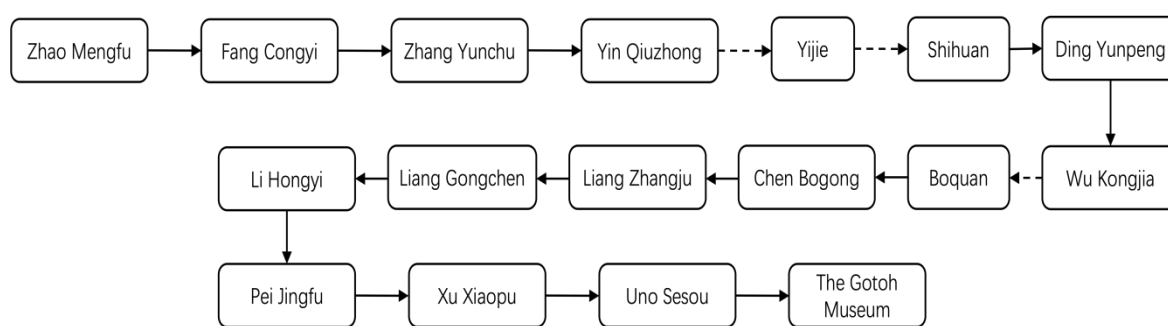 Zhao Mengfu
Fang Congyi
Zhang Yunchu
Yin Qiuzhong
Yijie
Shihuan
Ding Yunpeng
Wu Kongjia
Boquan
Chen Bogong
Liang Zhangju
Liang Gongchen
Li Hongyi
Pei Jingfu
Xu Xiaopu
Uno Sesou
The Gotoh
Museum